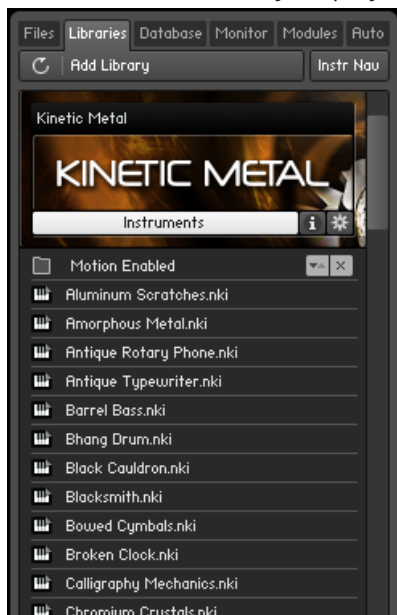 Files Libraries Database Monitor Modules Auto
Add Library Instr Nav
Kinetic Metal
KINETIC METAL
Instruments i
Motion Enabled
Aluminum Scratches.nki
Amorphous Metal.nki
Antique Rotary Phone.nki
Antique Typewriter.nki
Barrel Bass.nki
Bhang Drum.nki
Black Cauldron.nki
Blacksmith.nki
Bowed Cymbals.nki
Broken Clock.nki
Calligraphy Mechanics.nki
Chromium Crystals.nki